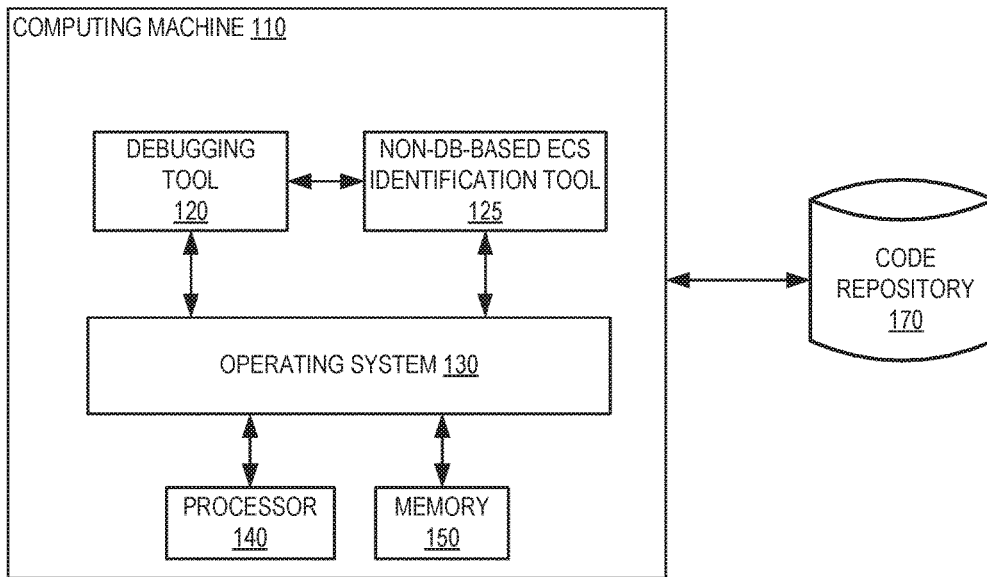 COMPUTING MACHINE 110
DEBUGGING
TOOL
120
NON-DB-BASED ECS
IDENTIFICATION TOOL
125
CODE
REPOSITORY
170
OPERATING SYSTEM 130
PROCESSOR
140
MEMORY
150